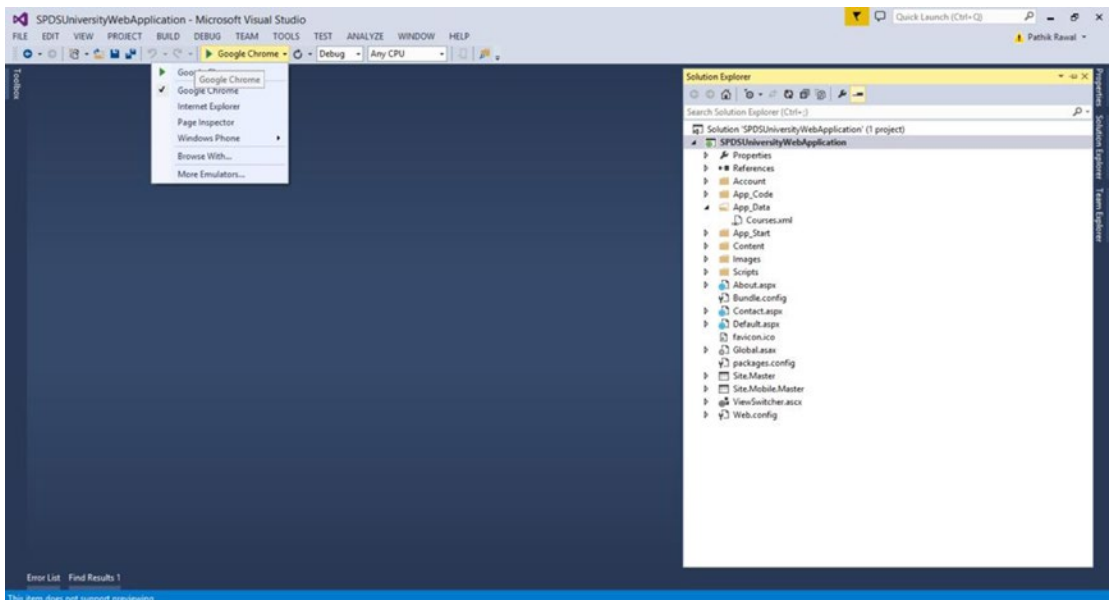 SPDSUniversityWebApplication - Microsoft Visual Studio
Quick Launch (Ctrl+Q)
FILE EDIT VIEW PROJECT BUILD DEBUG TEAM TOOLS TEST ANALYZE WINDOW HELP
Pathik Rawal
Google Chrome
Debug
Any CPU
Google Chrome
Google Chrome
Internet Explorer
Page Inspector
Windows Phone
Browse With...
More Emulators...
Toolbox
Solution Explorer
Search Solution Explorer (Ctrl+;)
Solution 'SPDSUniversityWebApplication' (1 project)
SPDSUniversityWebApplication
Properties
References
Account
App_Code
App_Data
Courses.xml
App_Start
Content
Images
Scripts
About.aspx
Bundle.config
Contact.aspx
Default.aspx
favicon.ico
Global.asax
packages.config
Site.Master
Site.Mobile.Master
ViewSwitcher.ascx
Web.config
Properties
Solution Explorer
Team Explorer
Error List Find Results 1
This item does not support previewing